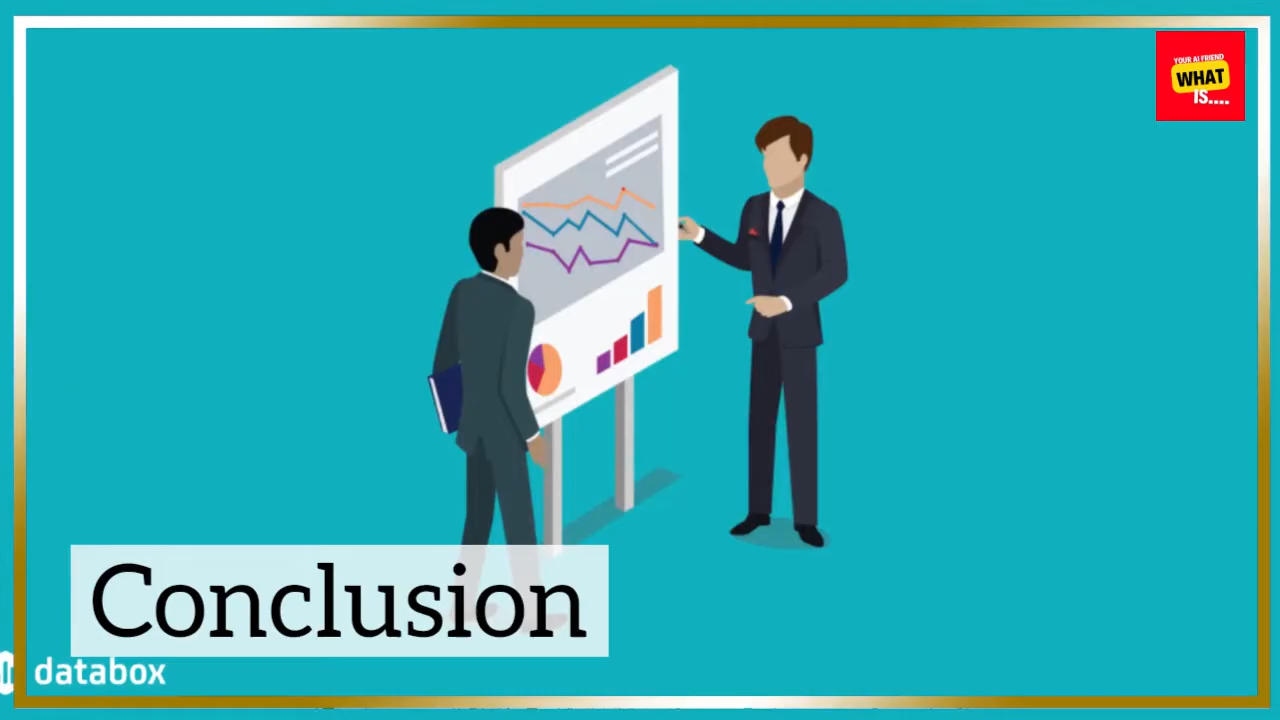 YOUR AI FRIEND
WHAT
IS....
Conclusion
databox